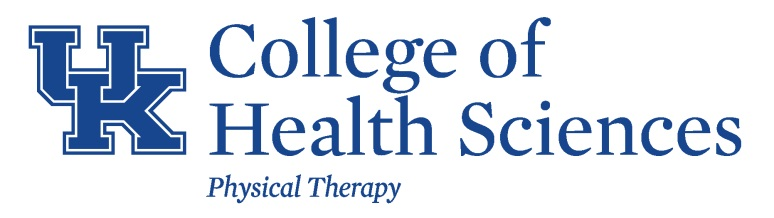 UK
College of
Health Sciences
Physical Therapy